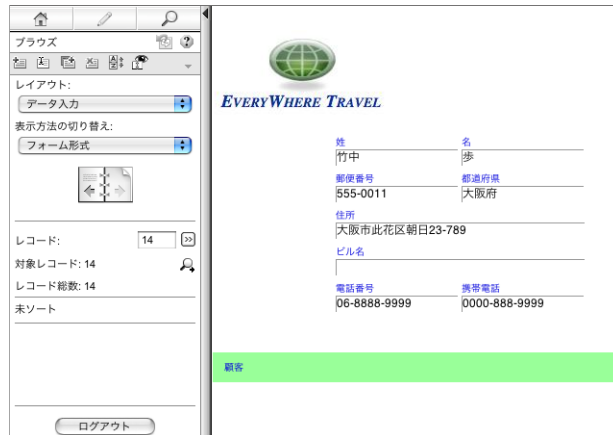 ブラウズ
レイアウト:
データ入力
表示方法の切り替え:
フォーム形式
レコード: 14
対象レコード: 14
レコード総数: 14
未ソート
ログアウト
EVERYWHERE TRAVEL
姓 名
竹中 歩
郵便番号 都道府県
555-0011 大阪府
住所
大阪市此花区朝日23-789
ビル名
電話番号 携帯電話
06-8888-9999 0000-888-9999
顧客